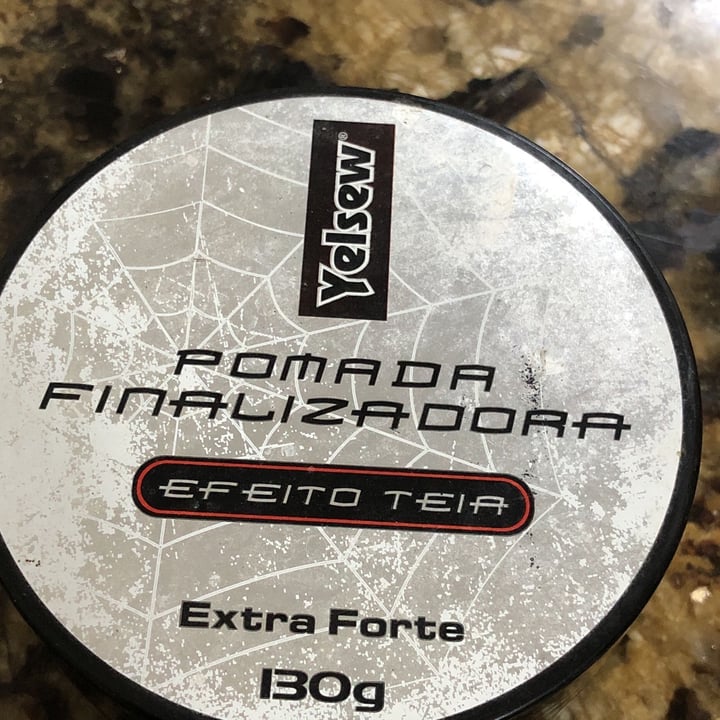 Yelsew®
POMADA
FINALIZADORA
EFEITO TEIA
Extra Forte
130g